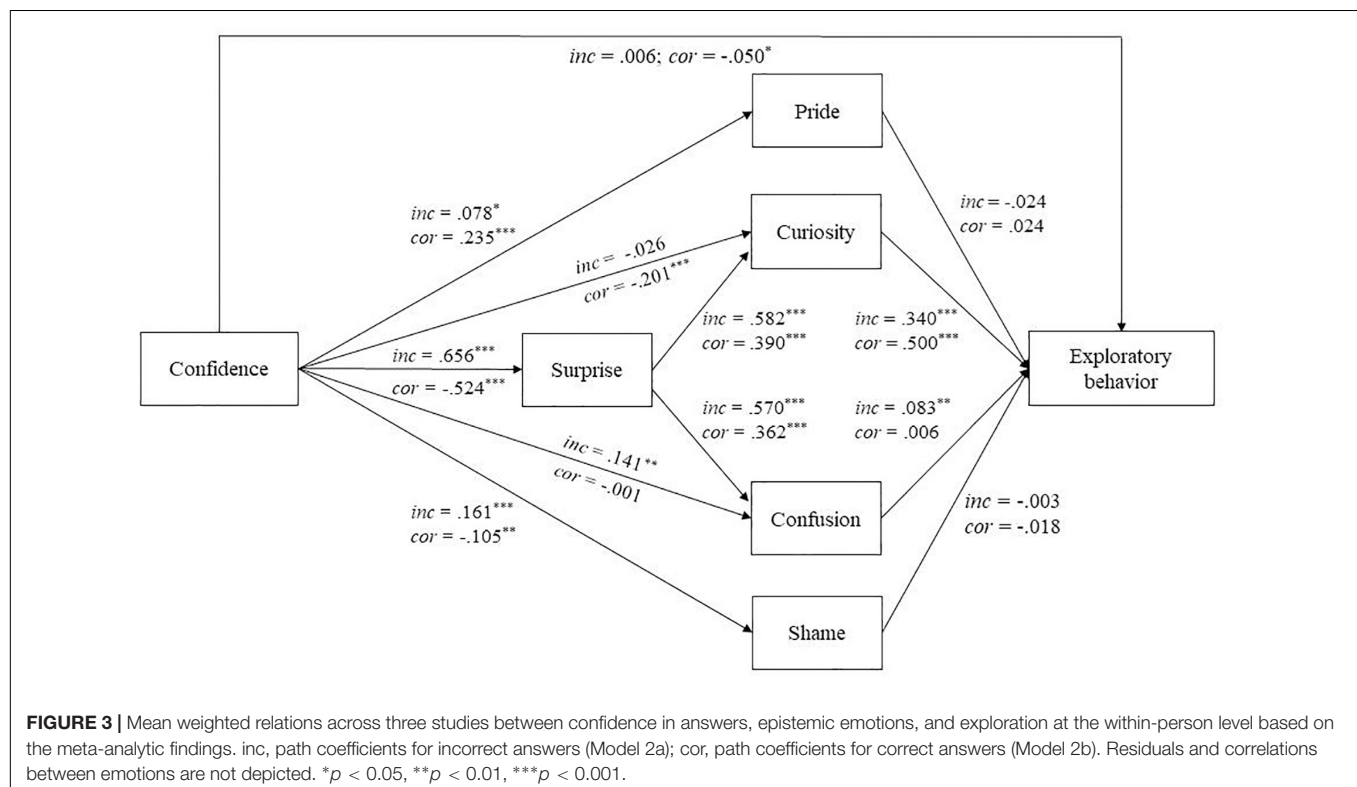 inc = .006; cor = -.050*
Pride
inc = .078*
cor = .235***
inc = -.024
cor = .024
Curiosity
inc = -.026
cor = -.201***
inc = .582***
cor = .390***
inc = .340***
cor = .500***
Confidence
inc = .656***
cor = -.524***
Surprise
Exploratory
behavior
inc = .570***
cor = .362***
inc = .083**
cor = .006
inc = .141**
cor = -.001
Confusion
inc = .161***
cor = -.105**
inc = -.003
cor = -.018
Shame
FIGURE 3 | Mean weighted relations across three studies between confidence in answers, epistemic emotions, and exploration at the within-person level based on
the meta-analytic findings. inc, path coefficients for incorrect answers (Model 2a); cor, path coefficients for correct answers (Model 2b). Residuals and correlations
between emotions are not depicted. *p < 0.05, **p < 0.01, ***p < 0.001.